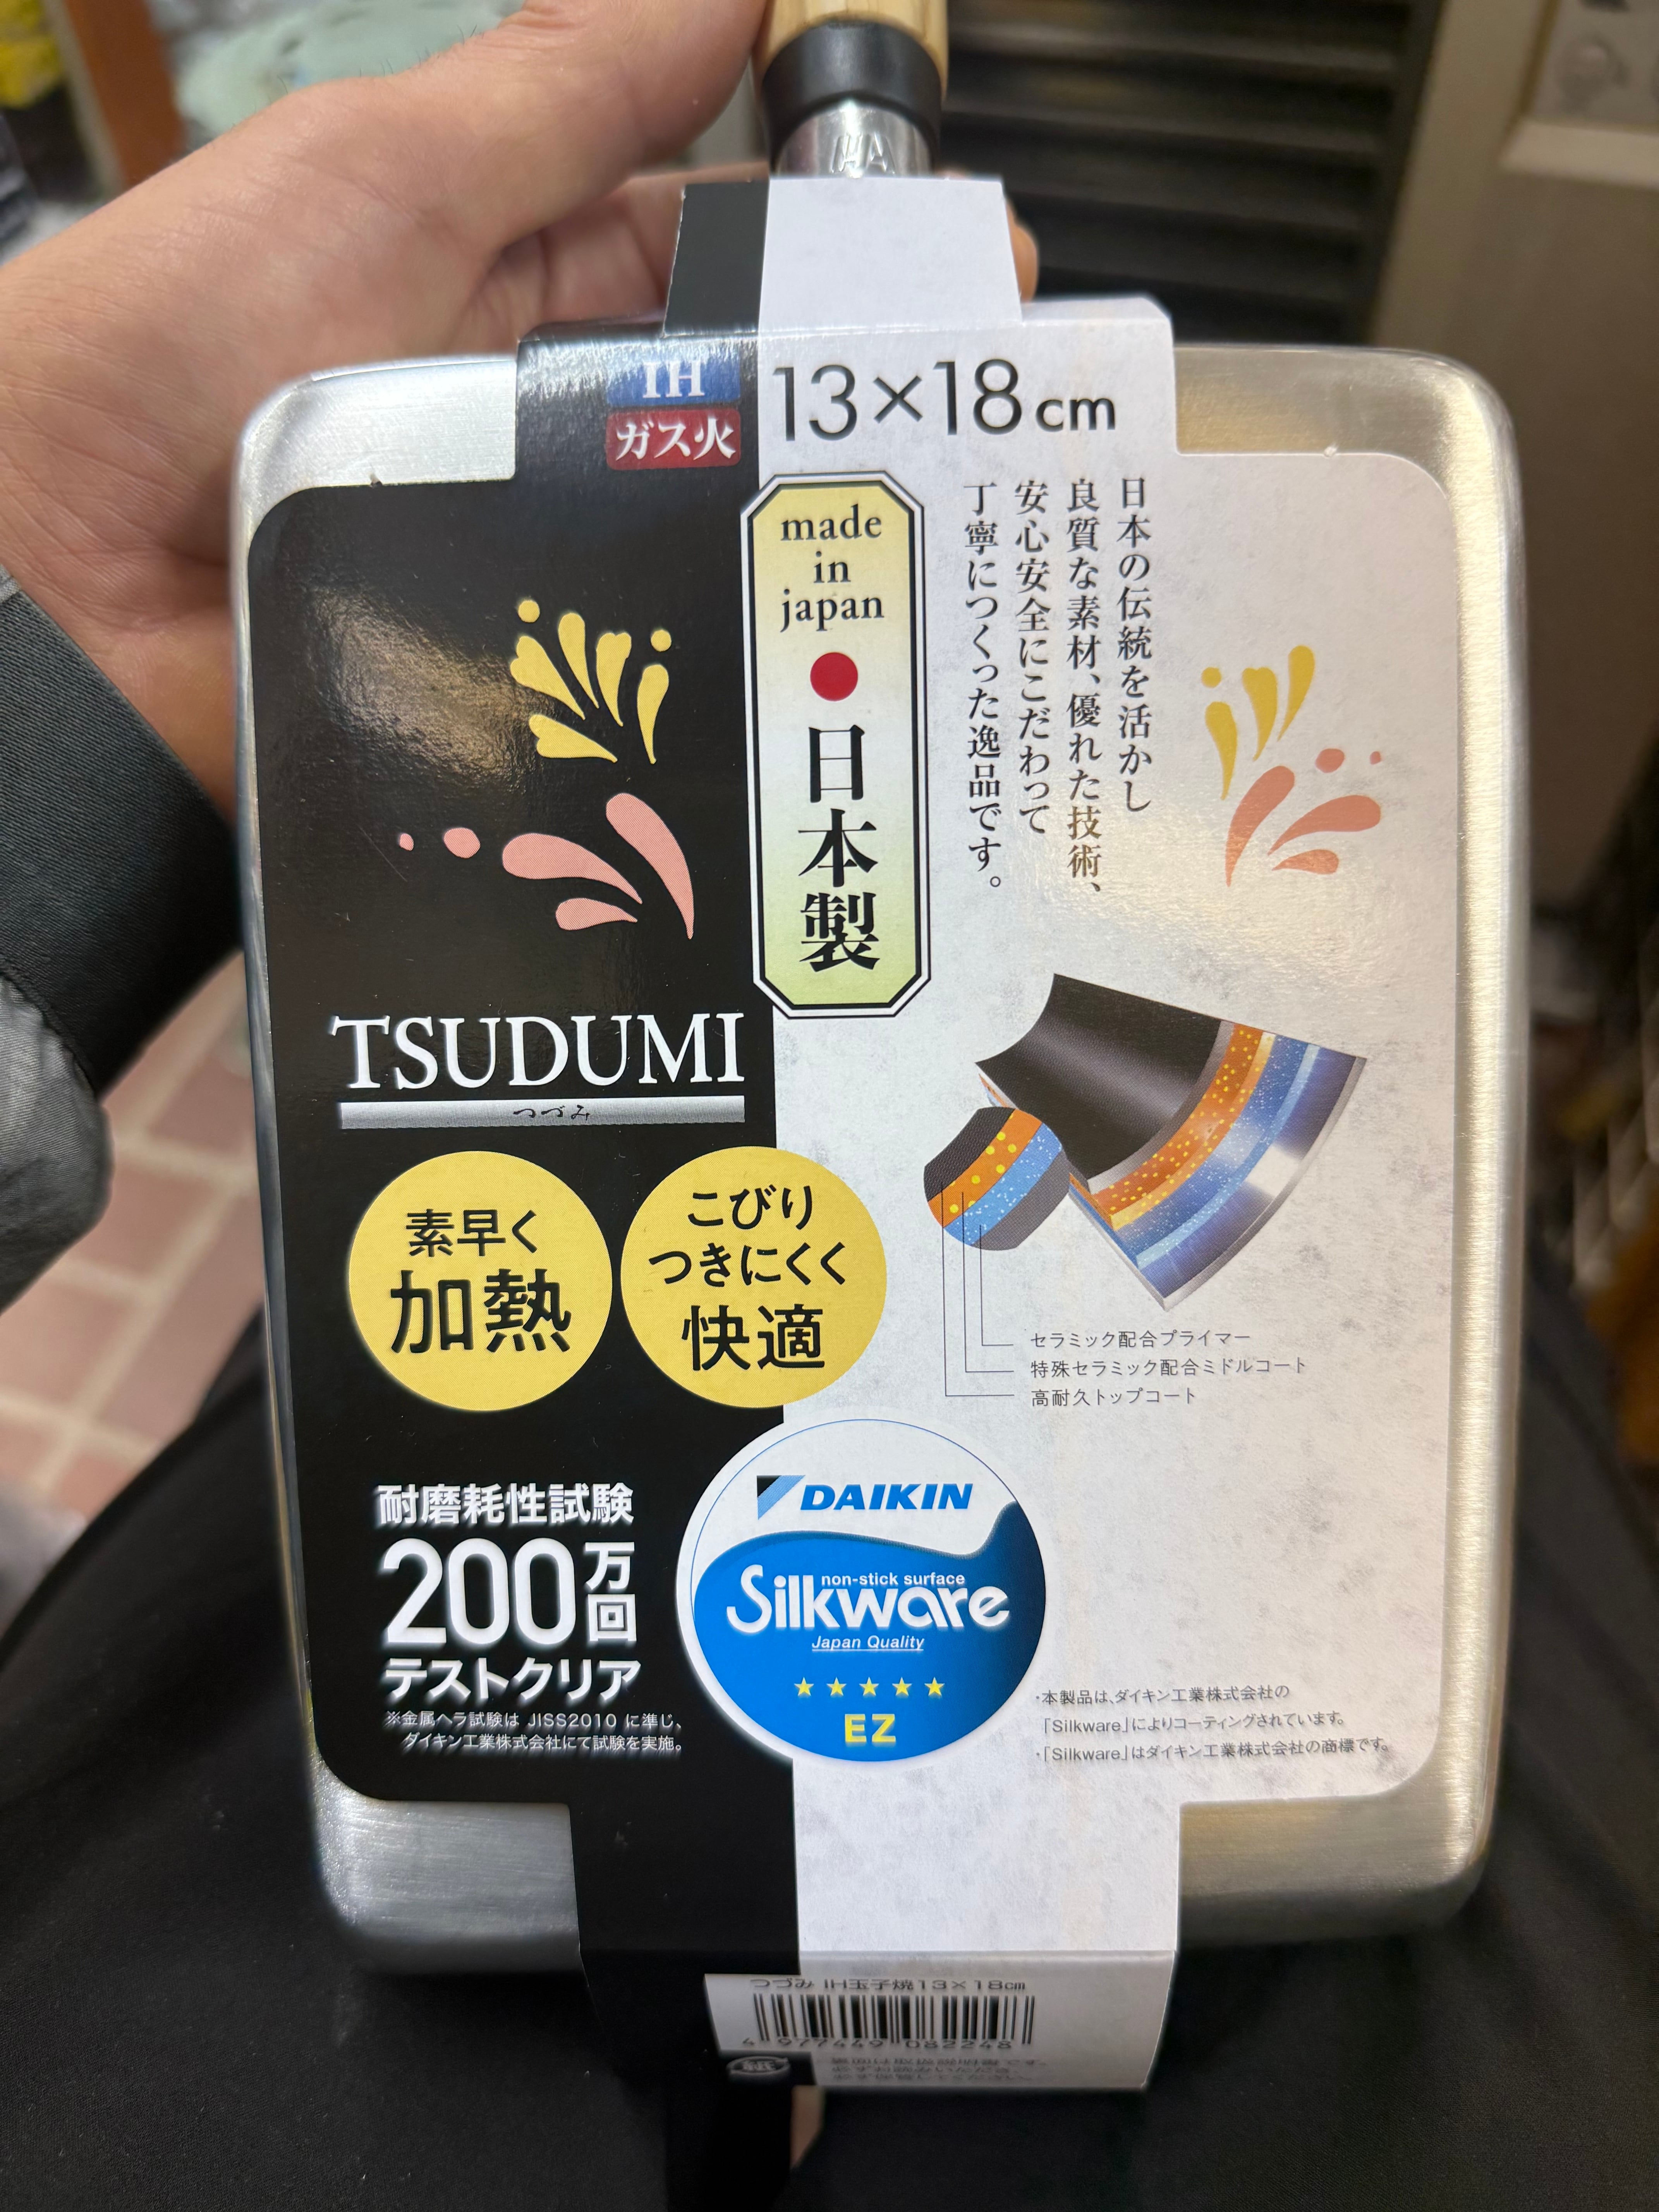 IH
ガス火
13×18cm
made
in
japan
日本製
日本の伝統を活かし
良質な素材、優れた技術、
安心安全にこだわって
丁寧につくった逸品です。
TSUDUMI
つづみ
素早く
加熱
こびり
つきにくく
快適
セラミック配合プライマー
特殊セラミック配合ミドルコート
高耐久トップコート
耐磨耗性試験
200万回
テストクリア
※金属ヘラ試験は JISS2010 に準じ、
ダイキン工業株式会社にて試験を実施。
DAIKIN
non-stick surface
Silkware
Japan Quality
★★★★★
EZ
・本製品は、ダイキン工業株式会社の
「Silkware」によりコーティングされています。
・「Silkware」はダイキン工業株式会社の商標です。
つづみ IH玉子焼13×18cm
4 977449 082248
紙